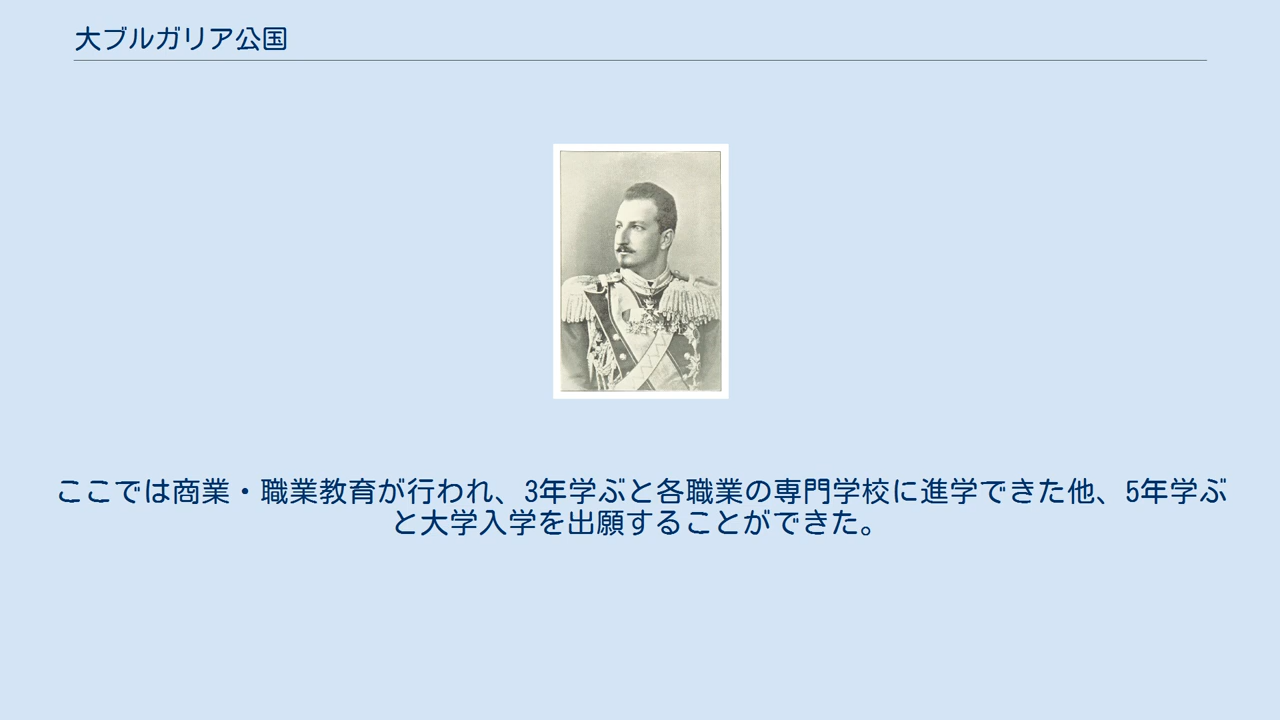 大ブルガリア公国
ここでは商業・職業教育が行われ、3年学ぶと各職業の専門学校に進学できた他、5年学ぶ
と大学入学を出願することができた。